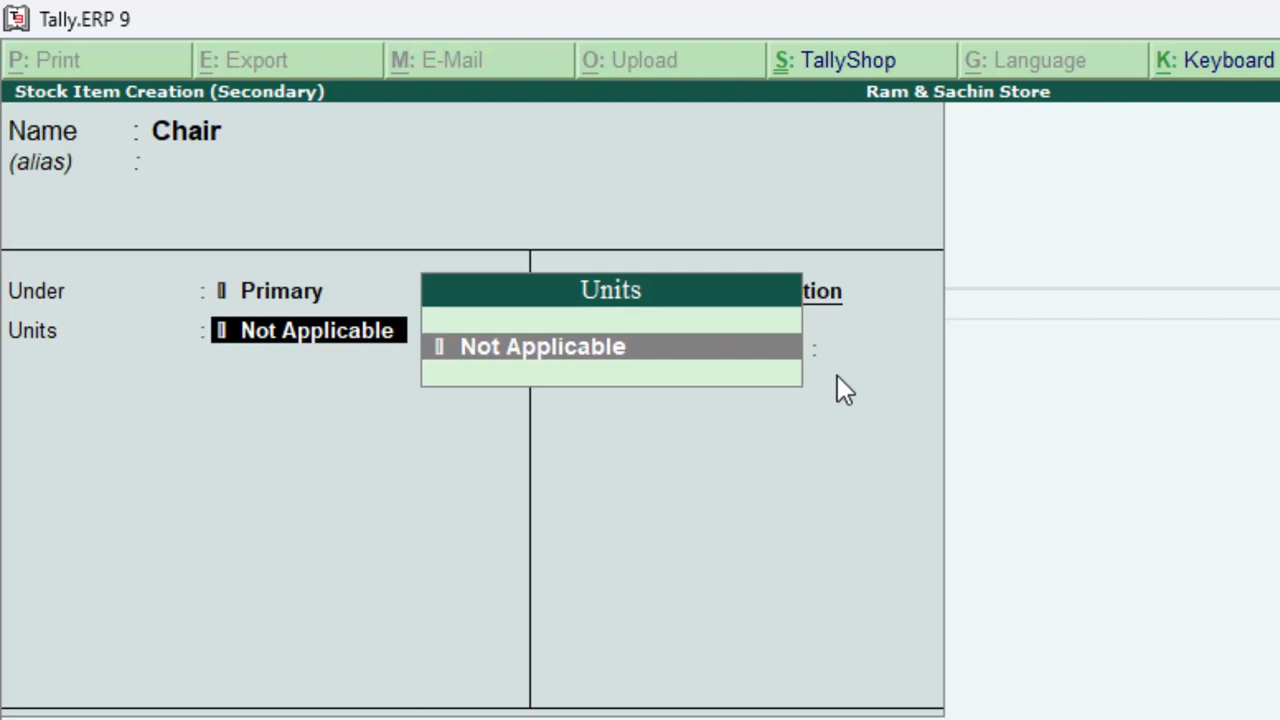 Tally.ERP 9
P: Print E: Export M: E-Mail O: Upload S: TallyShop G: Language K: Keyboard
Stock Item Creation (Secondary) Ram & Sachin Store
Name : Chair
(alias) :
Under : Primary
Units
tion
Units : Not Applicable
Not Applicable :